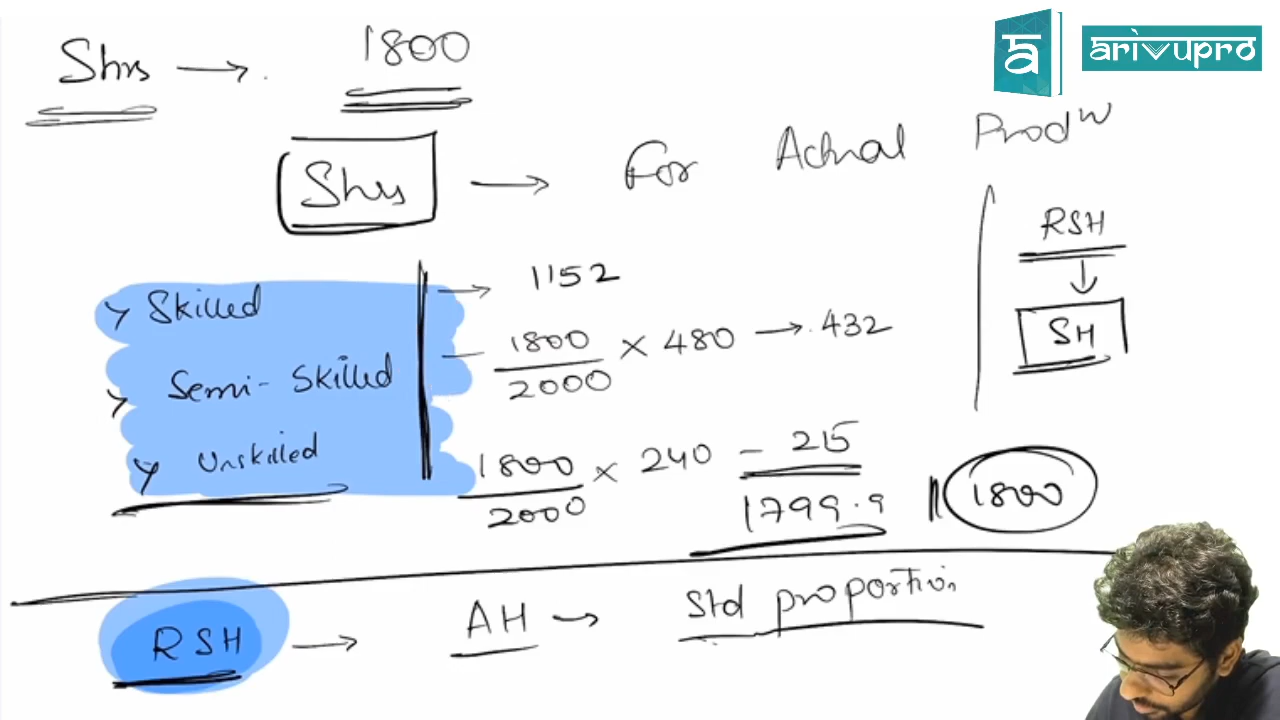 arivupro
Shrs → 1800
Shrs → For Actual Prodn
RSH
↓
SH
Skilled → 1152
Semi-Skilled – 1800/2000 × 480 → 432
Unskilled 1800/2000 × 240 – 215
1799.9 1800
RSH → AH → Std proportion